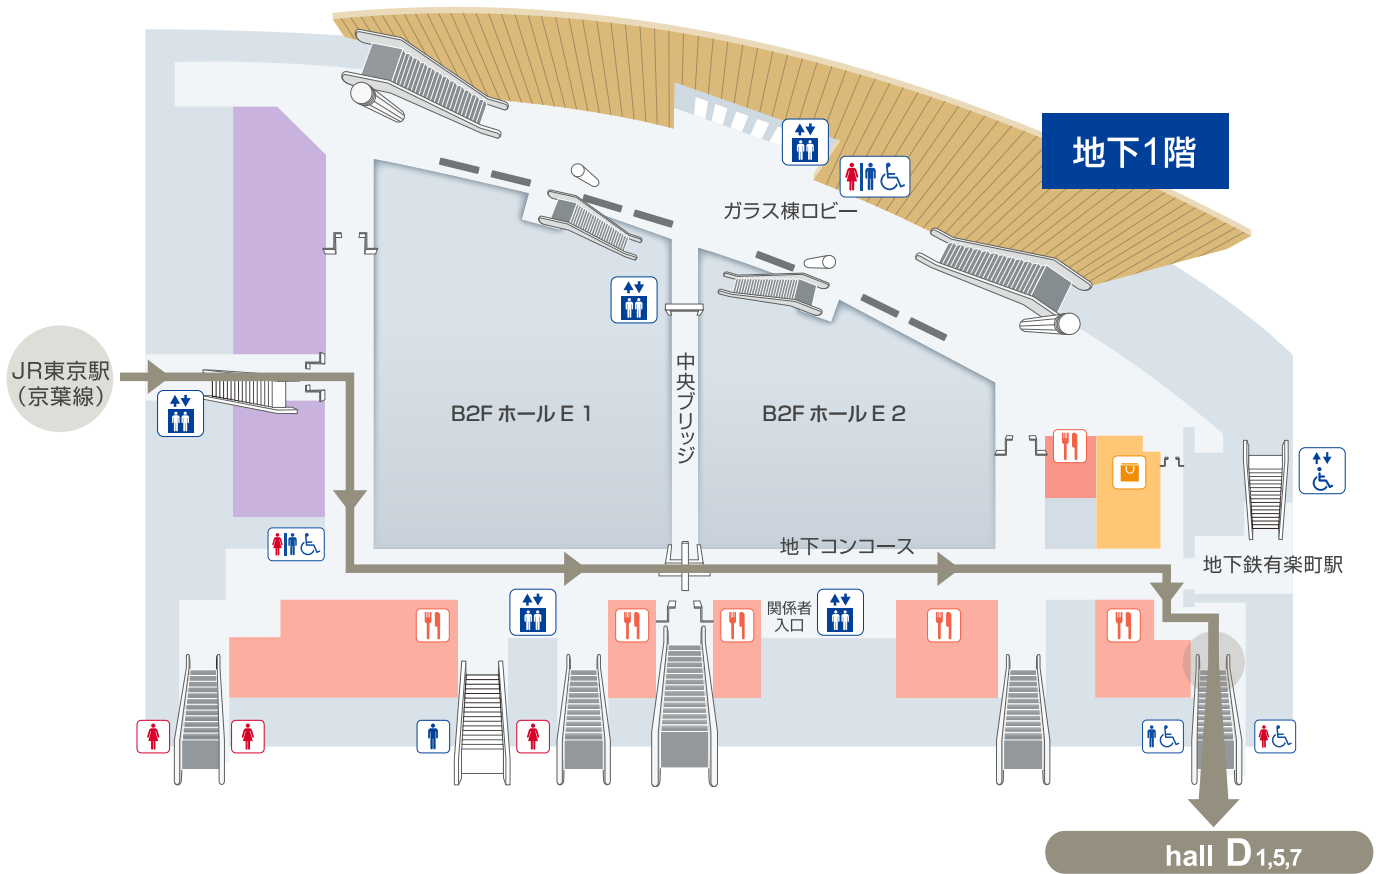 地下1階
ガラス棟ロビー
JR東京駅
（京葉線）
B2F ホール E 1
中央ブリッジ
B2F ホール E 2
地下コンコース
地下鉄有楽町駅
関係者
入口
hall D 1,5,7